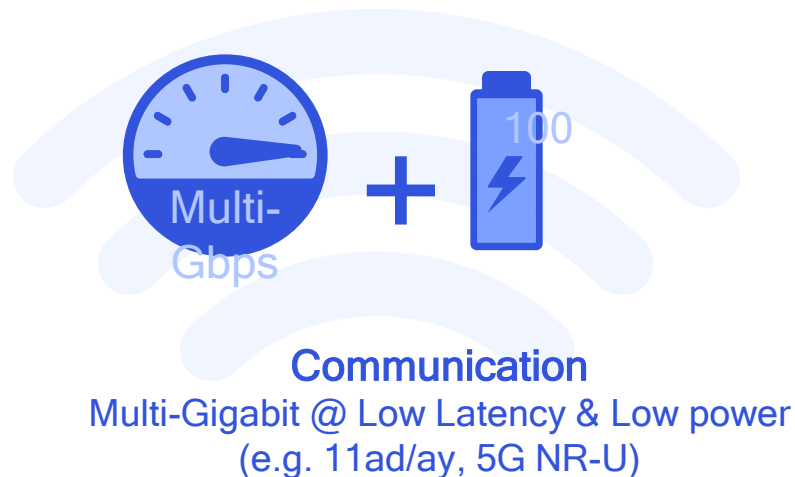 Multi-
Gbps
100
Communication
Multi-Gigabit @ Low Latency & Low power
(e.g. 11ad/ay, 5G NR-U)